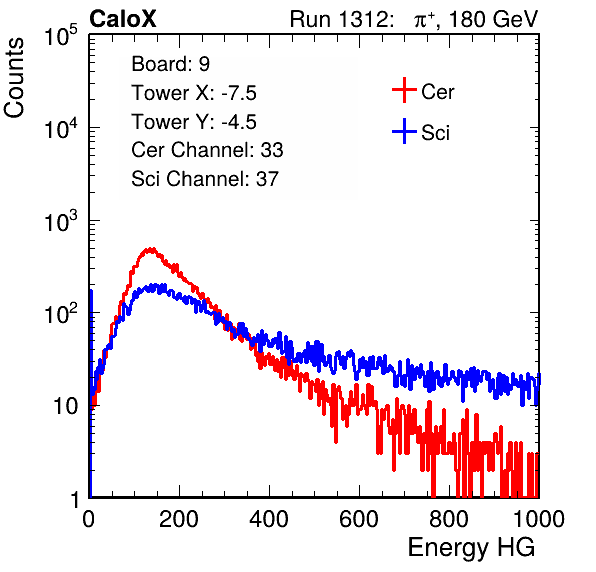 CaloX Run 1312: π⁺, 180 GeV
Counts
Board: 9
Tower X: -7.5
Tower Y: -4.5
Cer Channel: 33
Sci Channel: 37
Cer
Sci
10⁵
10⁴
10³
10²
10
1
0 200 400 600 800 1000
Energy HG